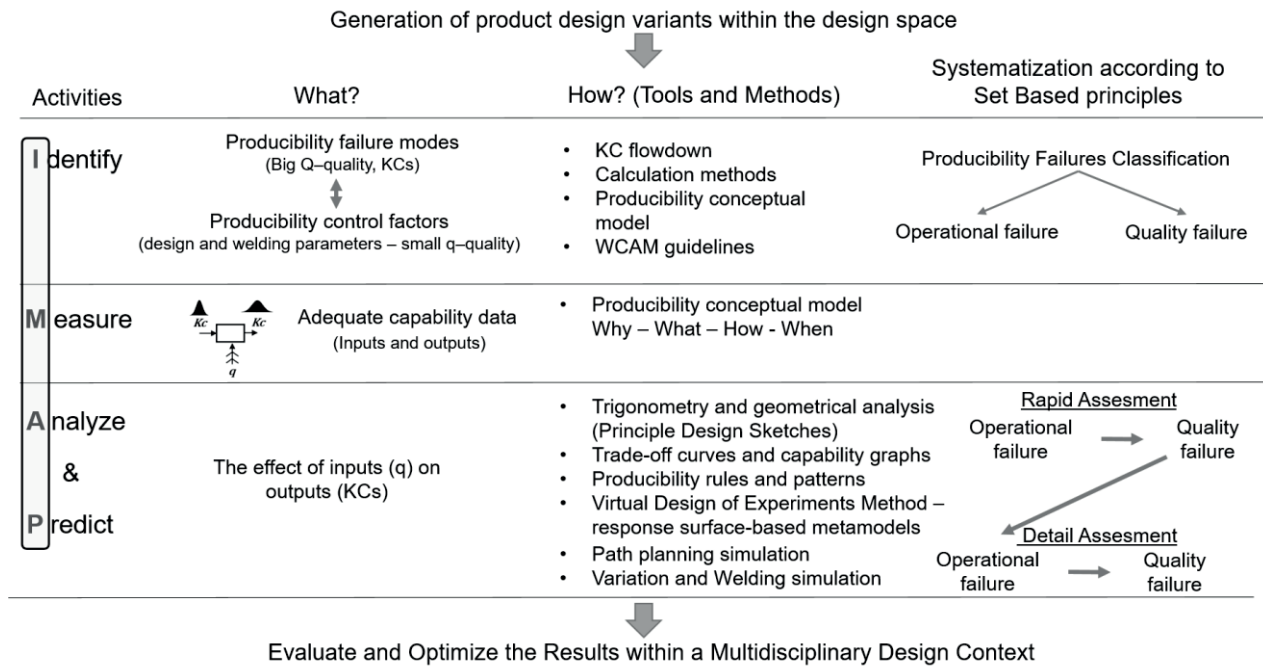 Generation of product design variants within the design space
Activities
What?
How? (Tools and Methods)
Systematization according to
Set Based principles
Identify
Producibility failure modes
(Big Q–quality, KCs)
Producibility control factors
(design and welding parameters – small q–quality)
• KC flowdown
• Calculation methods
• Producibility conceptual
model
• WCAM guidelines
Producibility Failures Classification
Operational failure
Quality failure
Measure
Kc
Kc
q
Adequate capability data
(Inputs and outputs)
• Producibility conceptual model
Why – What – How - When
Analyze
&
Predict
The effect of inputs (q) on
outputs (KCs)
• Trigonometry and geometrical analysis
(Principle Design Sketches)
• Trade-off curves and capability graphs
• Producibility rules and patterns
• Virtual Design of Experiments Method –
response surface-based metamodels
• Path planning simulation
• Variation and Welding simulation
Rapid Assesment
Operational
failure
Quality
failure
Detail Assesment
Operational
failure
Quality
failure
Evaluate and Optimize the Results within a Multidisciplinary Design Context